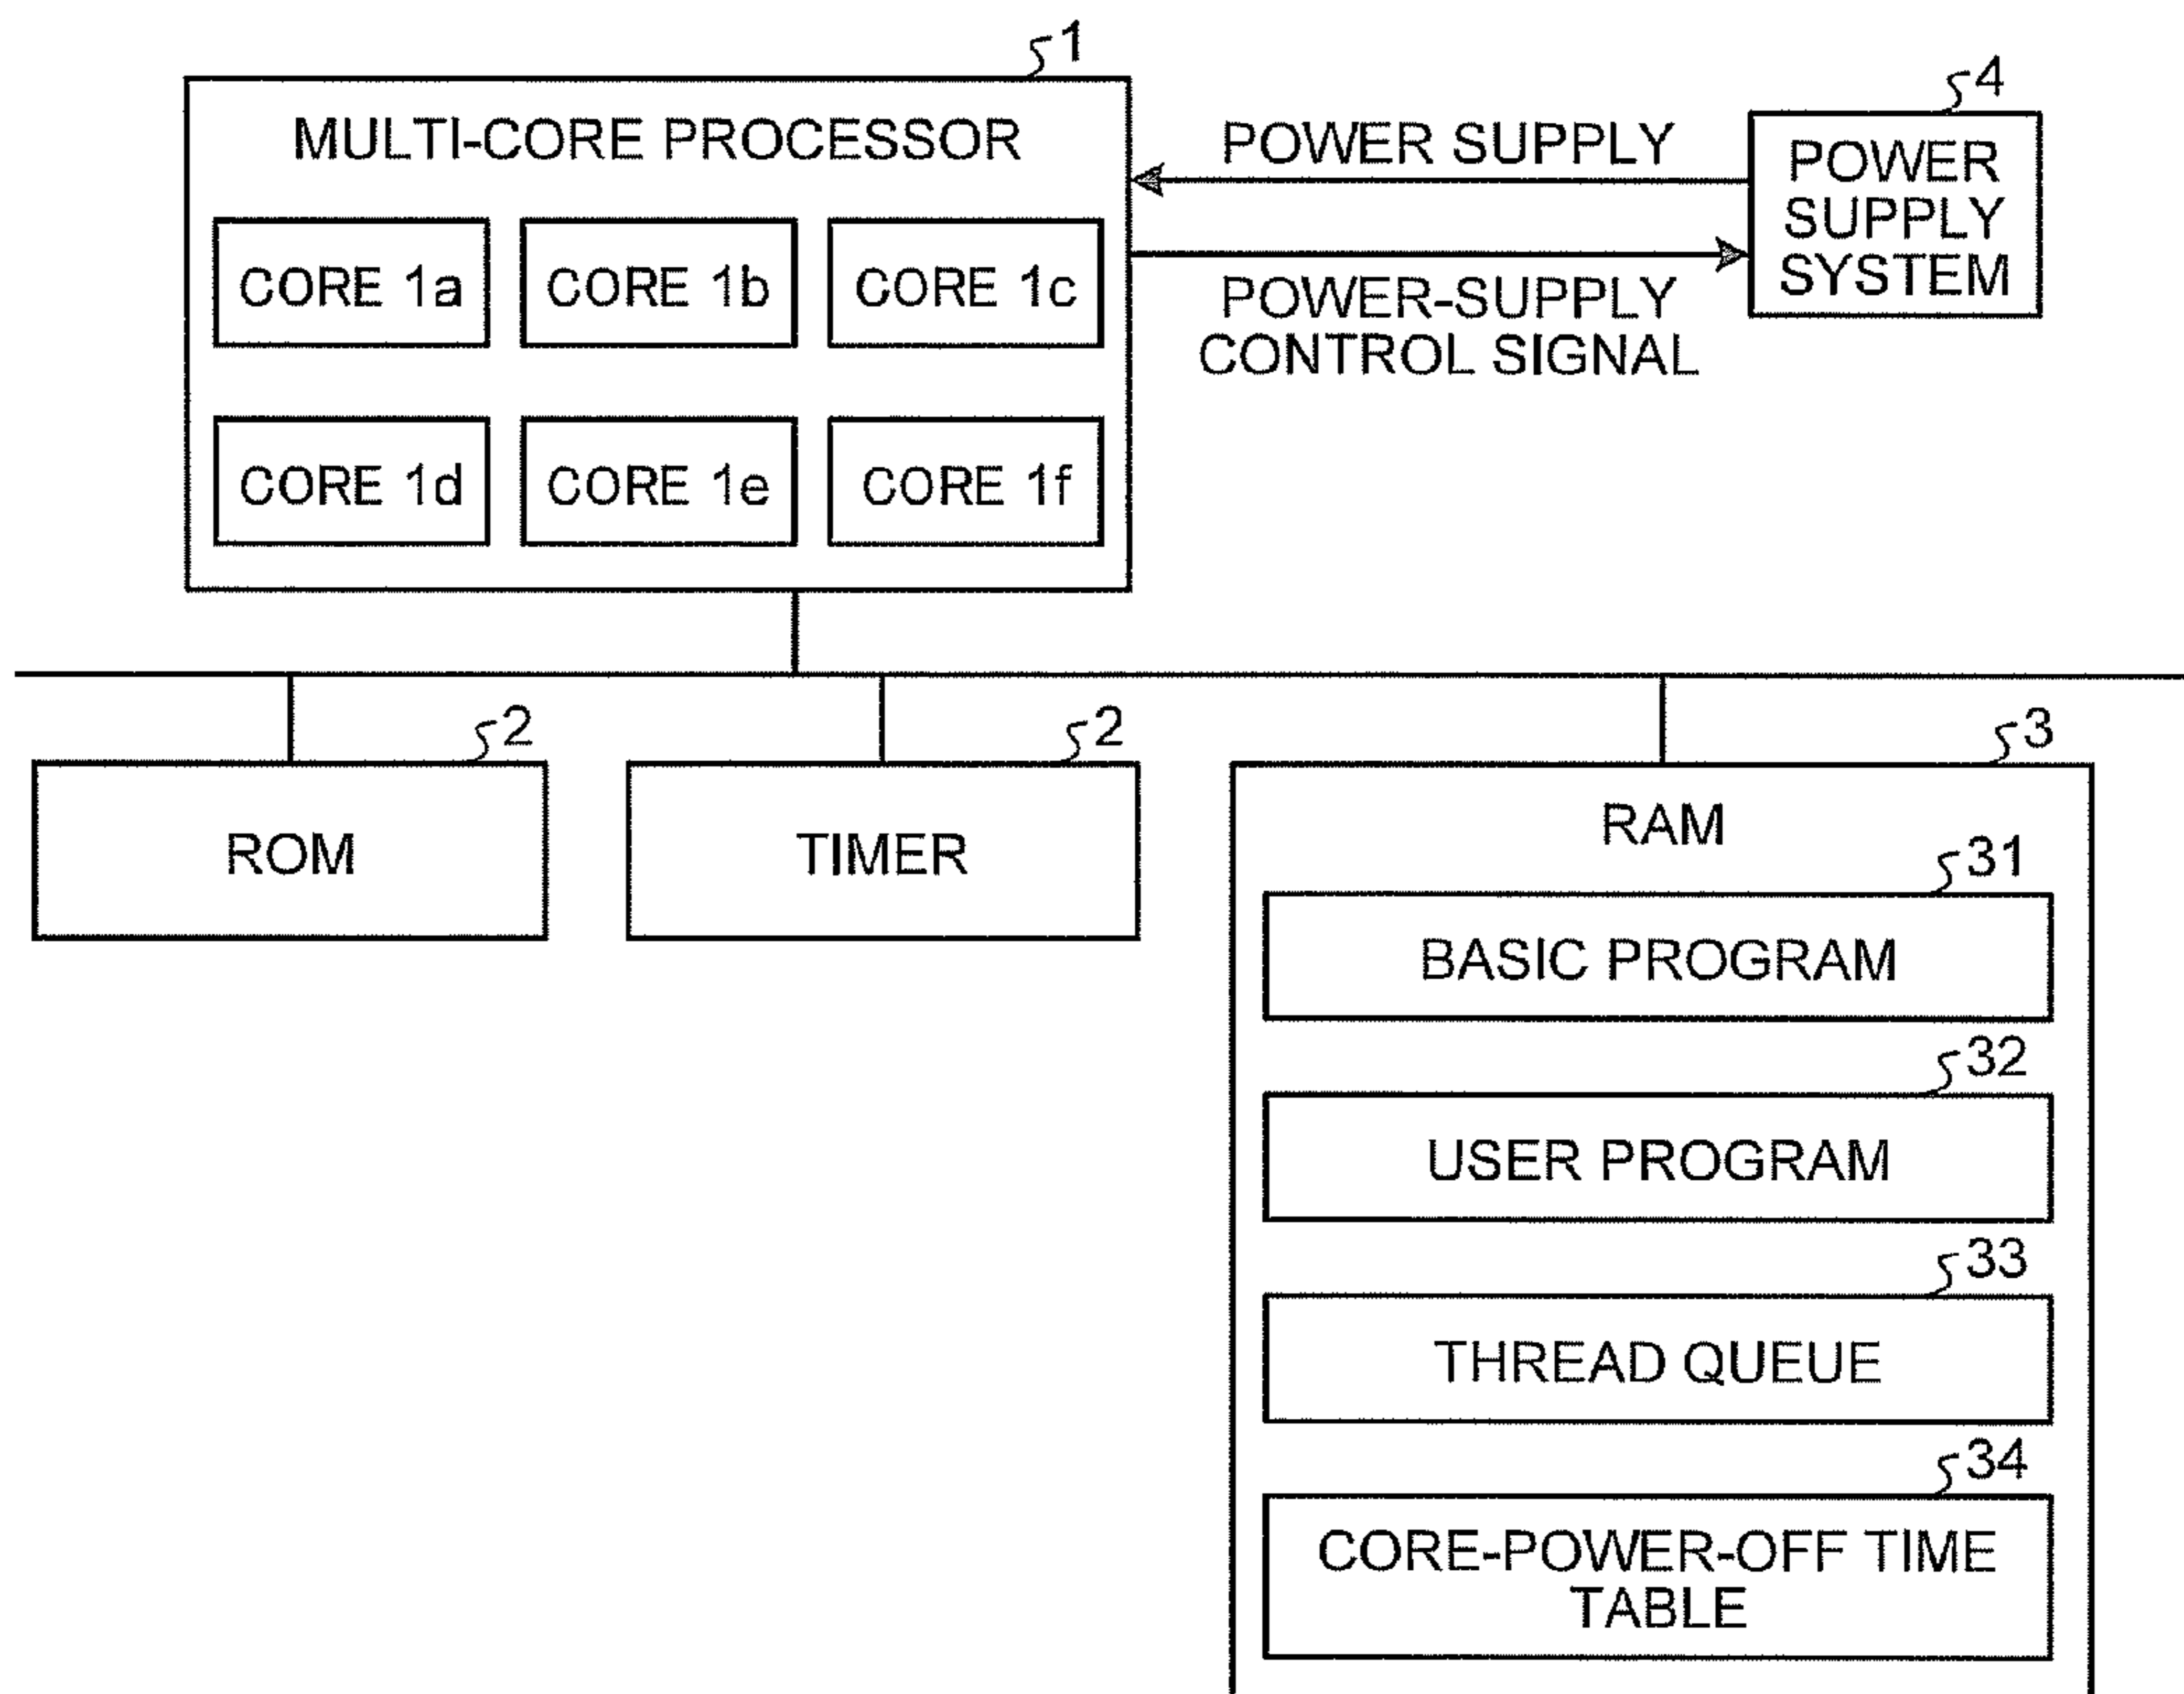 1
MULTI-CORE PROCESSOR
CORE 1a
CORE 1b
CORE 1c
CORE 1d
CORE 1e
CORE 1f
POWER SUPPLY
POWER-SUPPLY
CONTROL SIGNAL
4
POWER
SUPPLY
SYSTEM
2
ROM
2
TIMER
3
RAM
31
BASIC PROGRAM
32
USER PROGRAM
33
THREAD QUEUE
34
CORE-POWER-OFF TIME
TABLE